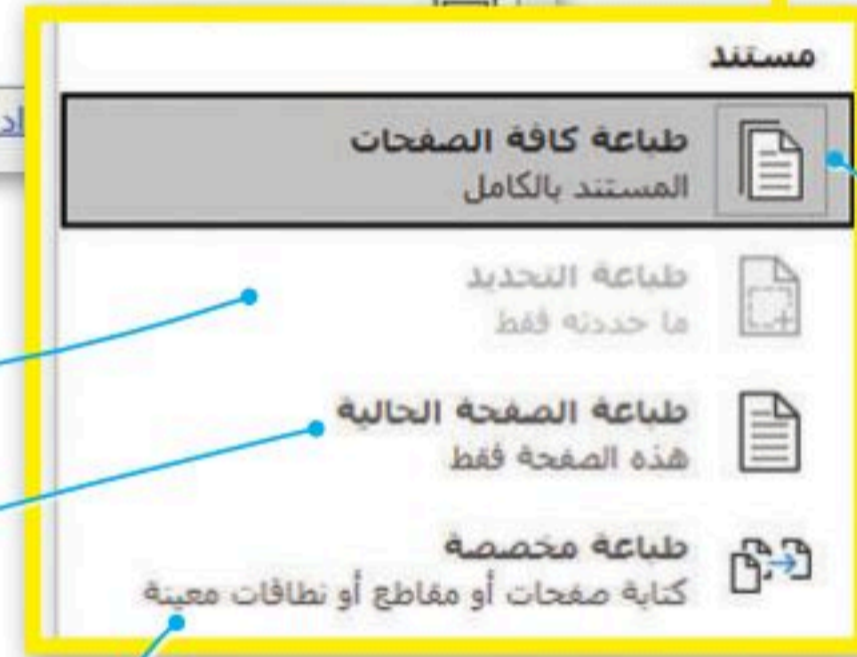 مستند
طباعة كافة الصفحات
المستند بالكامل
طباعة التحديد
ما حددته فقط
طباعة الصفحة الحالية
هذه الصفحة فقط
طباعة مخصصة
كتابة صفحات أو مقاطع أو نطاقات معينة